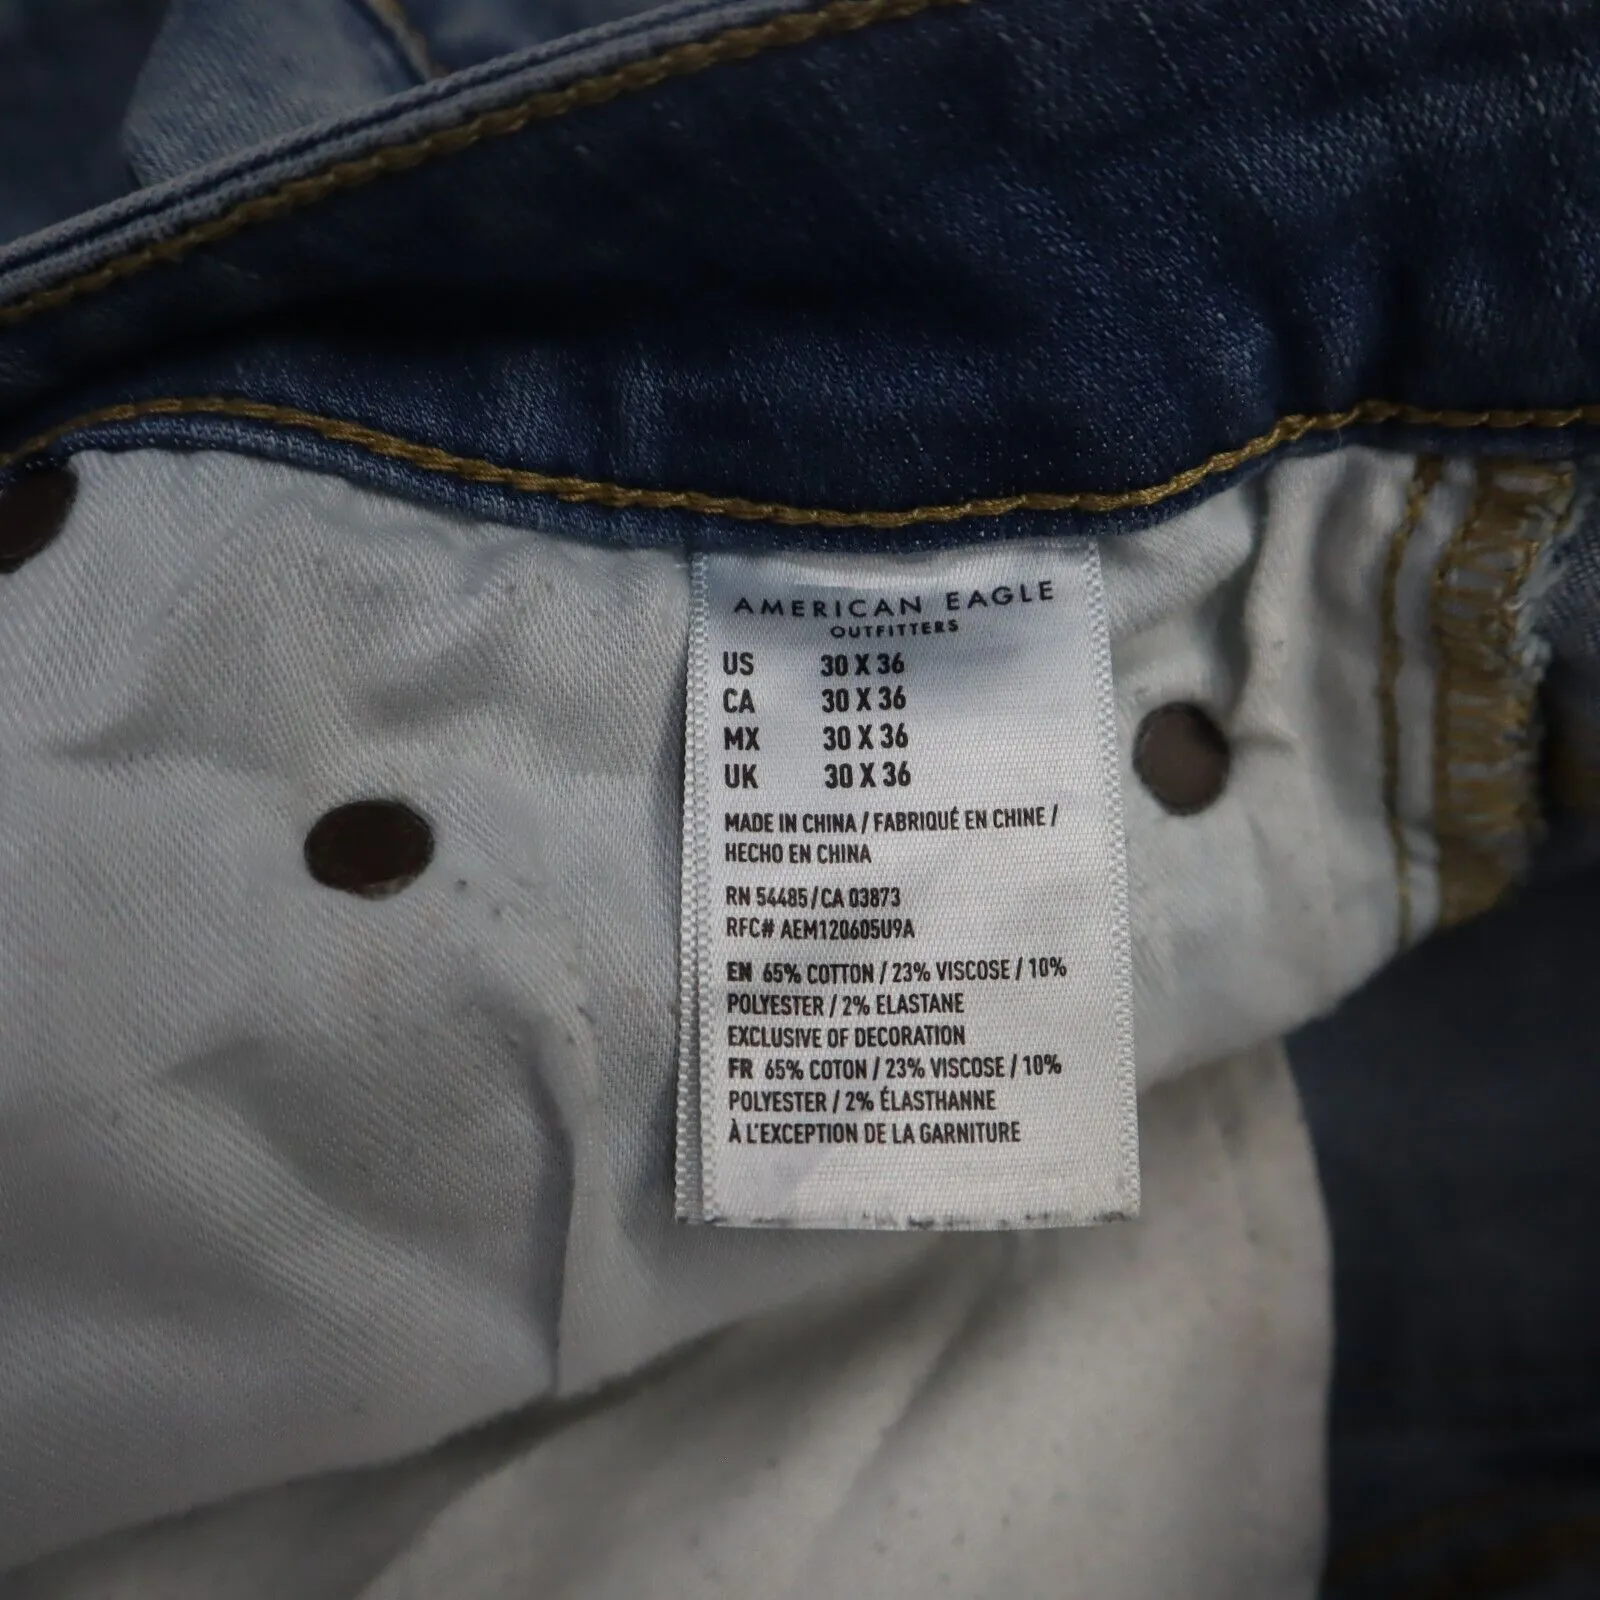 AMERICAN EAGLE
OUTFITTERS
US 30 X 36
CA 30 X 36
MX 30 X 36
UK 30 X 36
MADE IN CHINA / FABRIQUÉ EN CHINE /
HECHO EN CHINA
RN 54485 / CA 03873
RFC# AEM120605U9A
EN 65% COTTON / 23% VISCOSE / 10%
POLYESTER / 2% ELASTANE
EXCLUSIVE OF DECORATION
FR 65% COTON / 23% VISCOSE / 10%
POLYESTER / 2% ÉLASTHANNE
À L'EXCEPTION DE LA GARNITURE